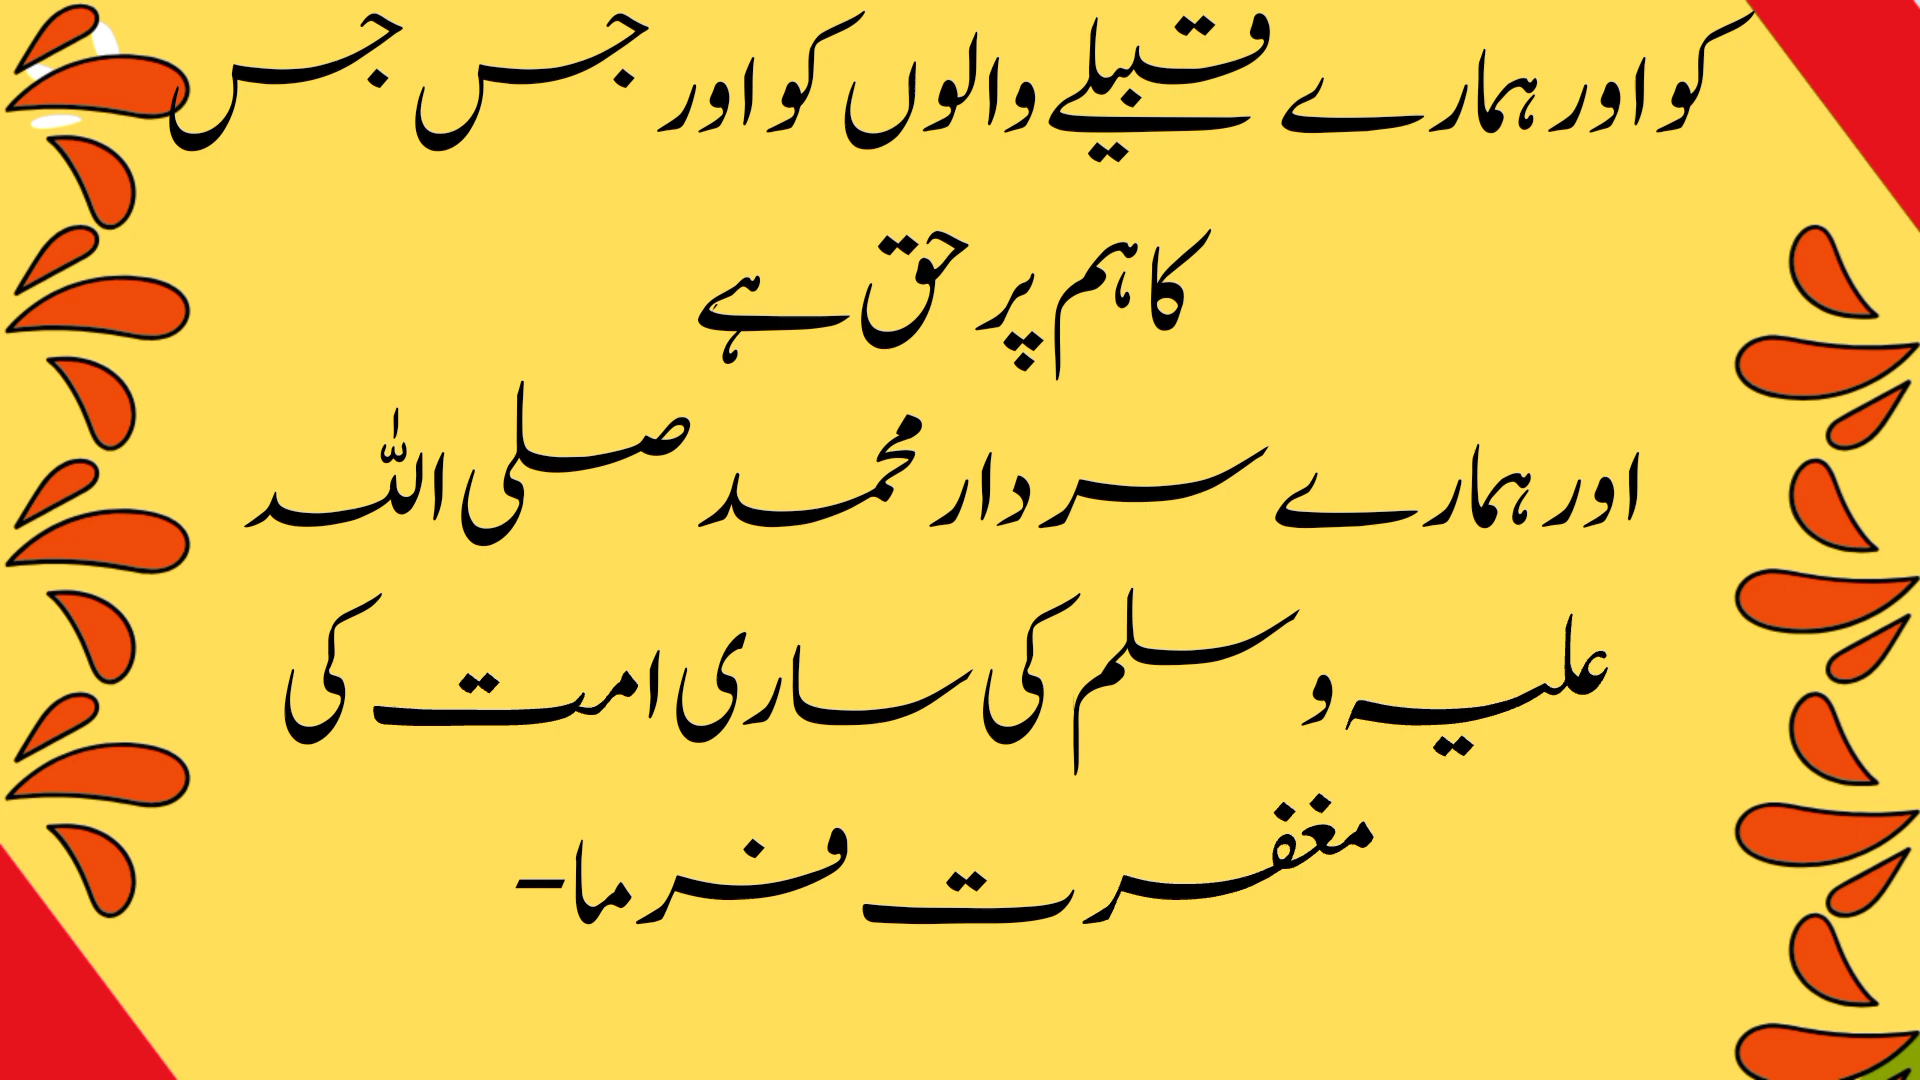 کو اور ہمارے قبیلے والوں کو اور جس جس
کا ہم پر حق ہے
اور ہمارے سردار محمد صلی اللہ
علیہ و سلم کی ساری امت کی
مغفرت فرما-